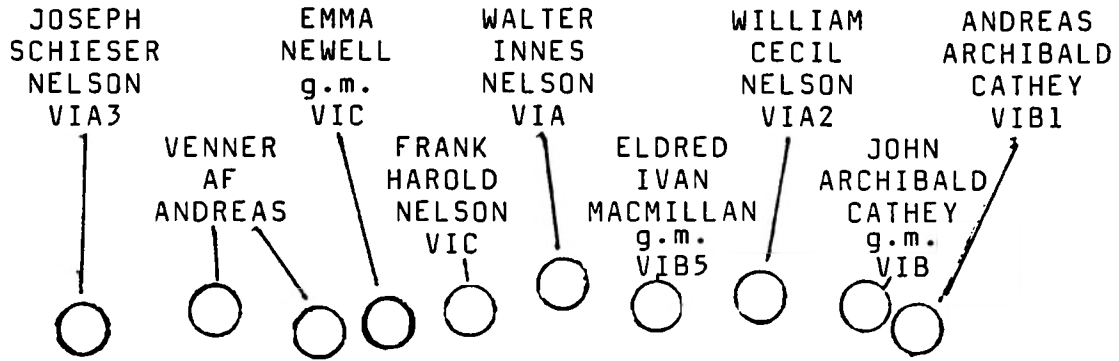 JOSEPH
SCHIESER
NELSON
VIA3
VENNER
AF
ANDREAS
EMMA
NEWELL
g.m.
VIC
FRANK
HAROLD
NELSON
VIC
WALTER
INNES
NELSON
VIA
ELDRED
IVAN
MACMILLAN
g.m.
VIB5
WILLIAM
CECIL
NELSON
VIA2
JOHN
ARCHIBALD
CATHEY
g.m.
VIB
ANDREAS
ARCHIBALD
CATHEY
VIB1